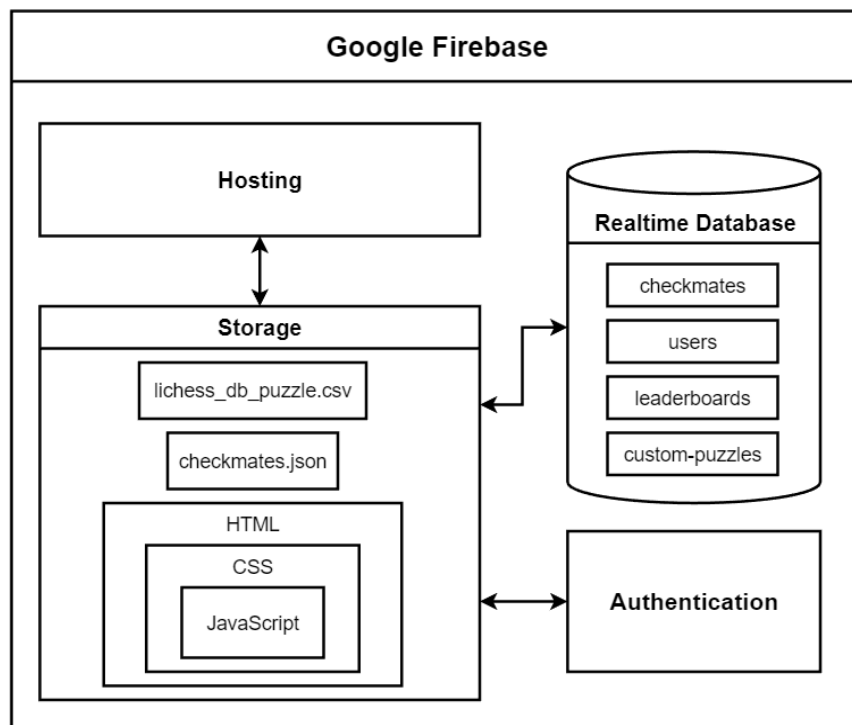 Google Firebase
Hosting
Storage
lichess_db_puzzle.csv
checkmates.json
HTML
CSS
JavaScript
Realtime Database
checkmates
users
leaderboards
custom-puzzles
Authentication